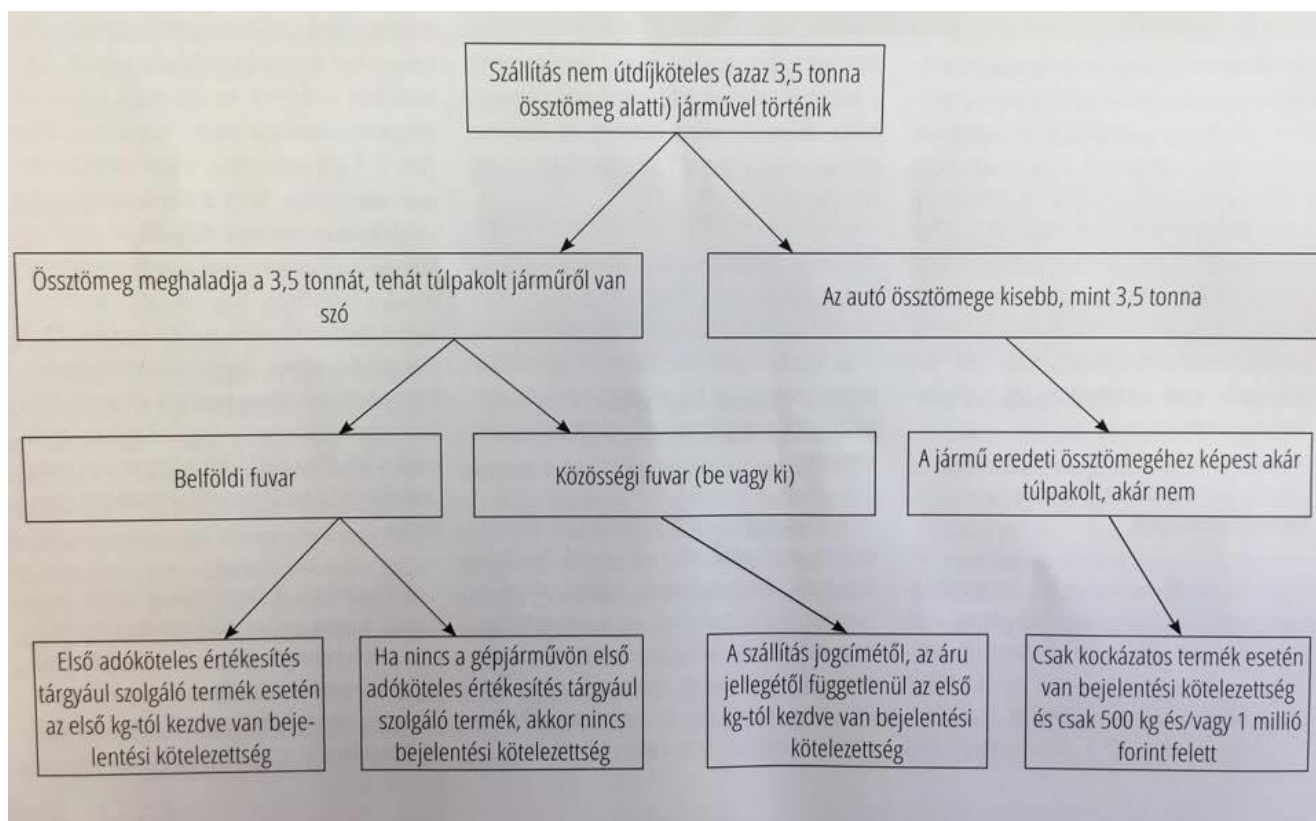 Szállítás nem útdíjköteles (azaz 3,5 tonna
össztömeg alatti) járművel történik
Össztömeg meghaladja a 3,5 tonnát, tehát túlpakolt járműről van
szó
Az autó össztömege kisebb, mint 3,5 tonna
Belföldi fuvar
Közösségi fuvar (be vagy ki)
A jármű eredeti össztömegéhez képest akár
túlpakolt, akár nem
Első adóköteles értékesítés
tárgyául szolgáló termék esetén
az első kg-tól kezdve van beje-
lentési kötelezettség
Ha nincs a gépjárművön első
adóköteles értékesítés tárgyául
szolgáló termék, akkor nincs
bejelentési kötelezettség
A szállítás jogcímétől, az áru
jellegétől függetlenül az első
kg-tól kezdve van bejelentési
kötelezettség
Csak kockázatos termék esetén
van bejelentési kötelezettség
és csak 500 kg és/vagy 1 millió
forint felett